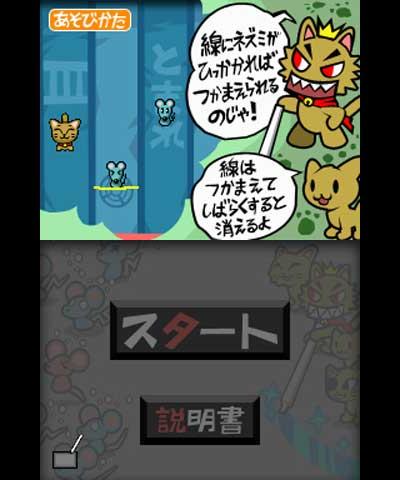 あそびかた
線にネズミが
ひっかかれば
つかまえられる
のじゃ!
線は
つかまえて
しばらくすると
消えるよ
スタート
説明書